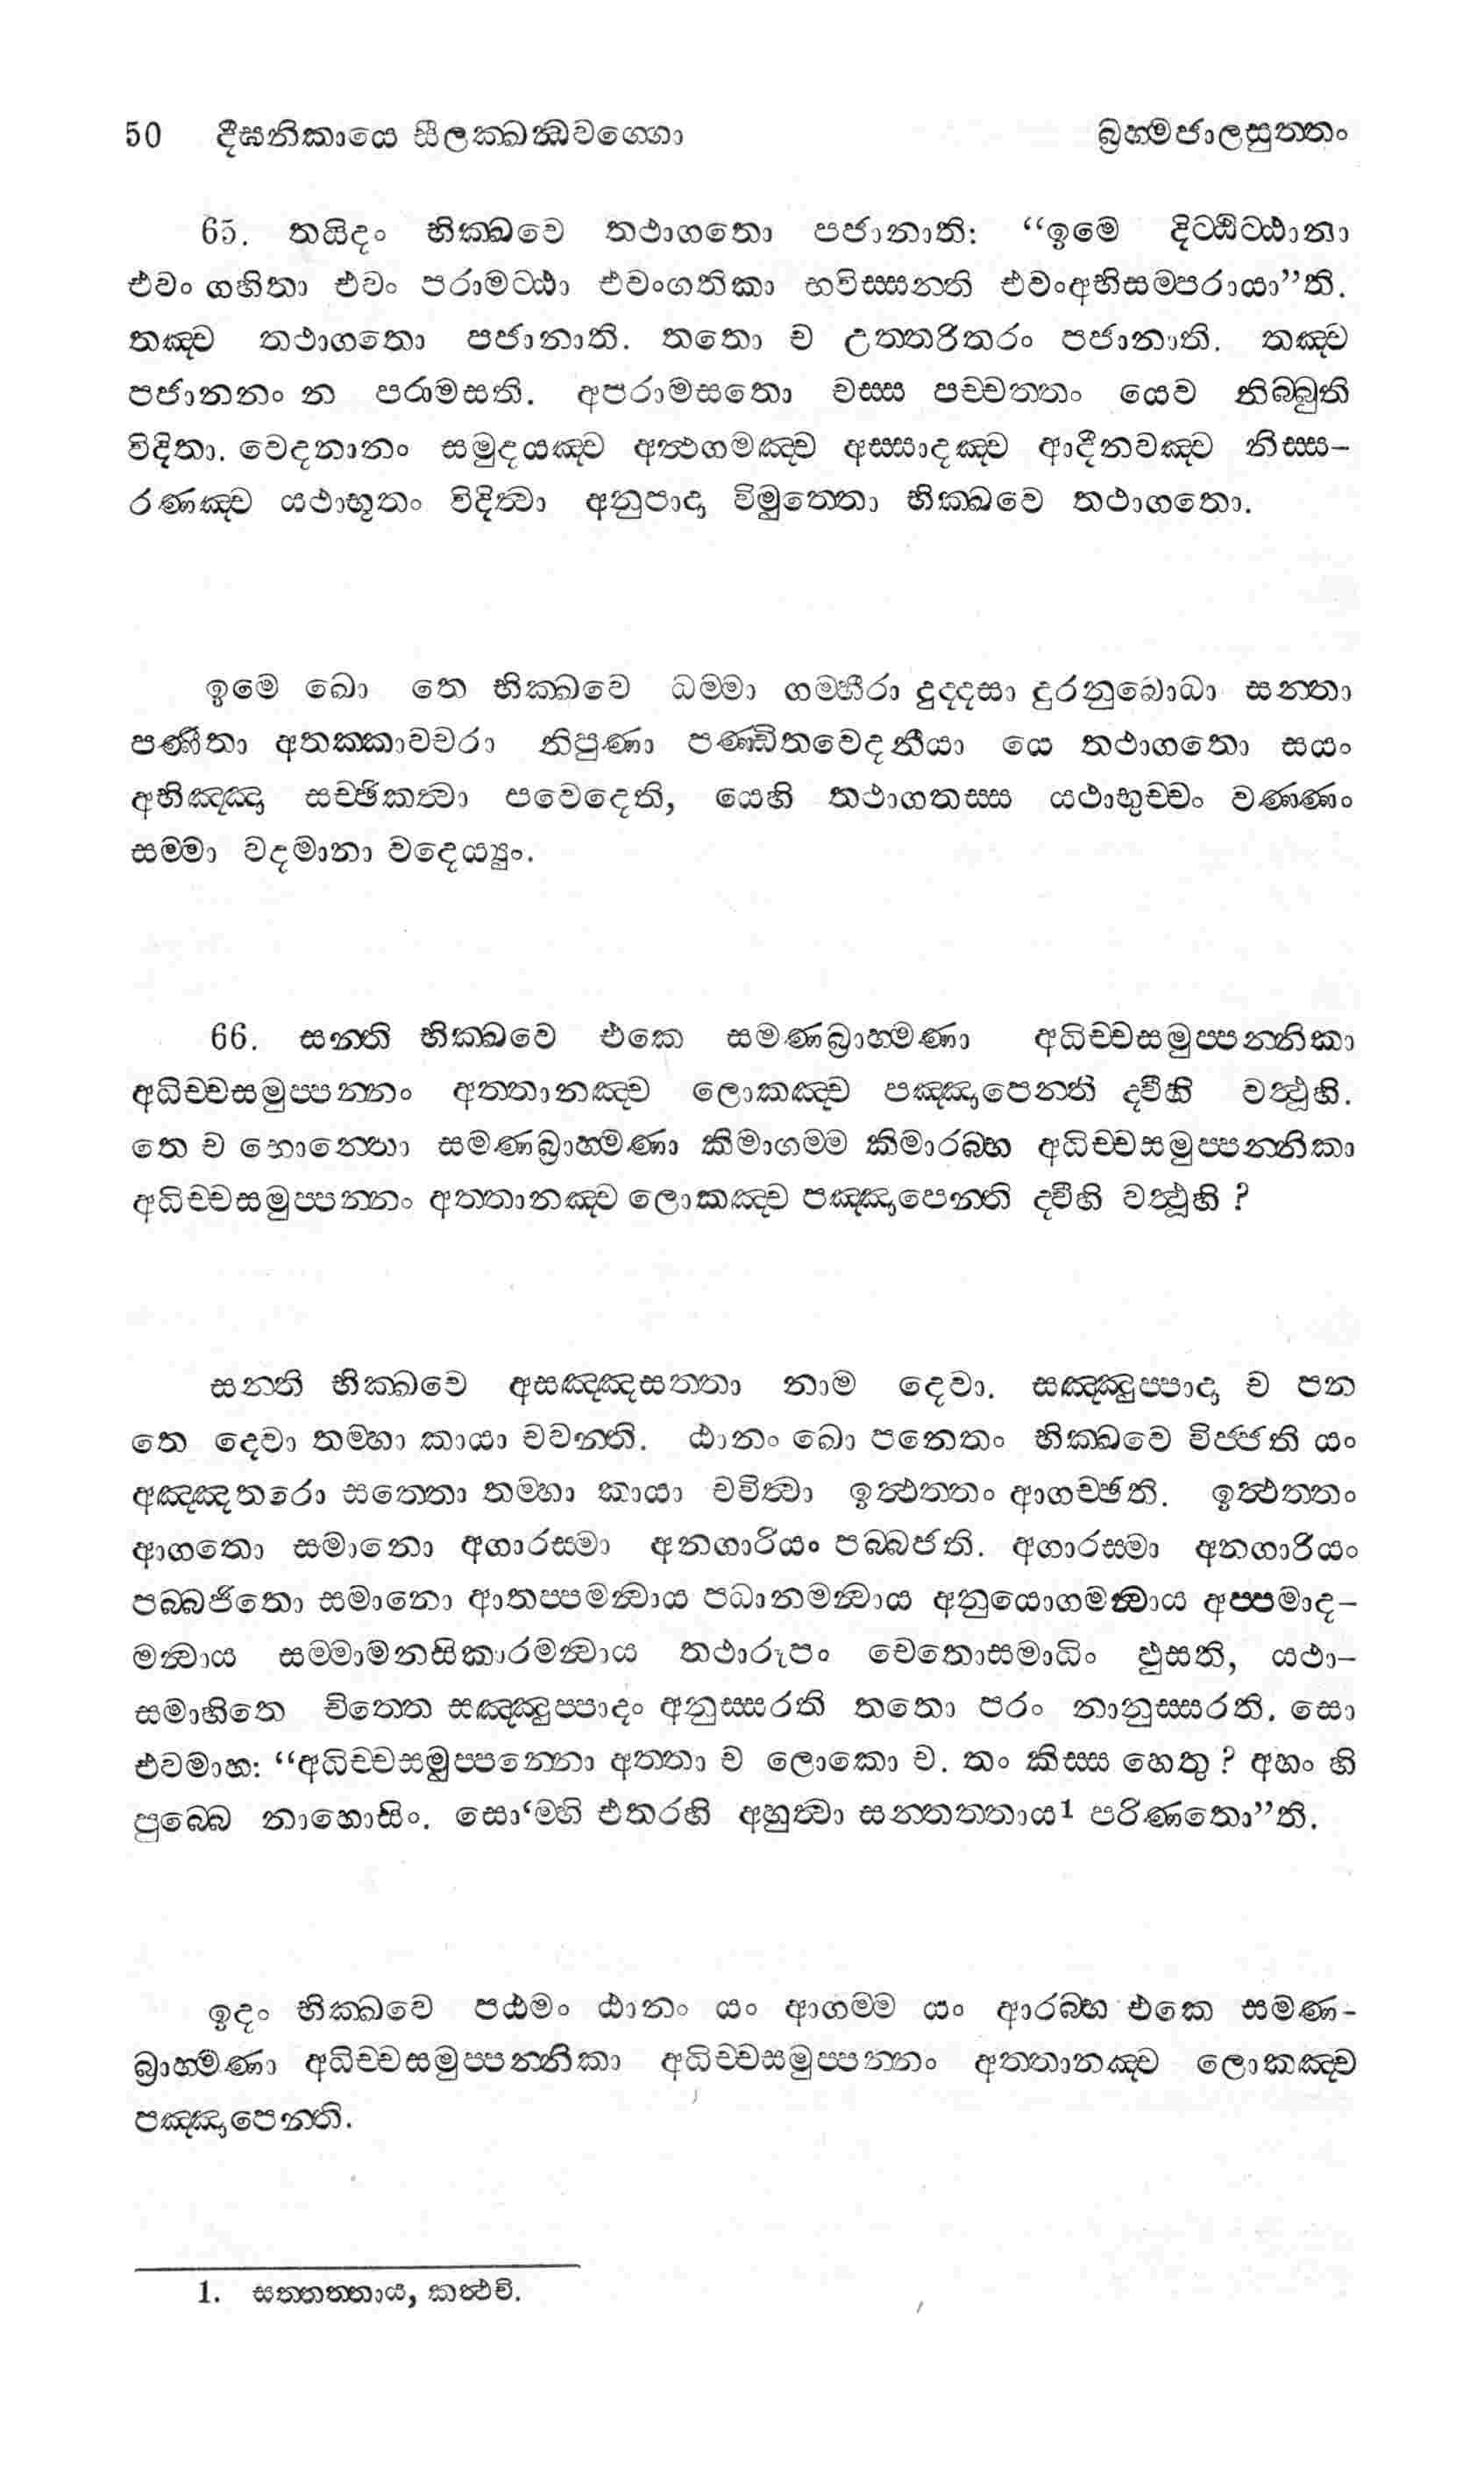 50 දීඝනිකායෙ සීලක්ඛන්ධවග්ගො බ්‍රහ්මජාලසුත්තං
65. තයිදං භික්ඛවෙ තථාගතො පජානාති: “ඉමෙ දිට්ඨිට්ඨානා
එවං ගහිතා එවං පරාමට්ඨා එවංගතිකා භවිස්සන්ති එවංඅභිසම්පරායා”ති.
තඤ්ච තථාගතො පජානාති. තතො ච උත්තරිතරං පජානාති. තඤ්ච
පජානනං න පරාමසති. අපරාමසතො චස්ස පච්චත්තං යෙව නිබ්බුති
විදිතා. වෙදනානං සමුදයඤ්ච අත්ථගමඤ්ච අස්සාදඤ්ච ආදීනවඤ්ච නිස්ස-
රණඤ්ච යථාභූතං විදිත්වා අනුපාදා විමුත්තො භික්ඛවෙ තථාගතො.
ඉමෙ ඛො තෙ භික්ඛවෙ ධම්මා ගම්භීරා දුද්දසා දුරනුබොධා සන්තා
පණීතා අතක්කාවචරා නිපුණා පණ්ඩිතවෙදනීයා යෙ තථාගතො සයං
අභිඤ්ඤා සච්ඡිකත්වා පවෙදෙති, යෙහි තථාගතස්ස යථාභුච්චං වණ්ණං
සම්මා වදමානා වදෙය්‍යුං.
66. සන්ති භික්ඛවෙ එකෙ සමණබ්‍රාහ්මණා අධිච්චසමුප්පන්නිකා
අධිච්චසමුප්පන්නං අත්තානඤ්ච ලොකඤ්ච පඤ්ඤාපෙන්ති ද්වීහි වත්ථූහි.
තෙ ච භොන්තො සමණබ්‍රාහ්මණා කිමාගම්ම කිමාරබ්භ අධිච්චසමුප්පන්නිකා
අධිච්චසමුප්පන්නං අත්තානඤ්ච ලොකඤ්ච පඤ්ඤාපෙන්ති ද්වීහි වත්ථූහි ?
සන්ති භික්ඛවෙ අසඤ්ඤසත්තා නාම දෙවා. සඤ්ඤුප්පාදා ච පන
තෙ දෙවා තම්හා කායා චවන්ති. ඨානං ඛො පනෙතං භික්ඛවෙ විජ්ජති යං
අඤ්ඤතරො සත්තො තම්හා කායා චවිත්වා ඉත්ථත්තං ආගච්ඡති. ඉත්ථත්තං
ආගතො සමානො අගාරස්මා අනගාරියං පබ්බජති. අගාරස්මා අනගාරියං
පබ්බජිතො සමානො ආතප්පමන්වාය පධානමන්වාය අනුයොගමන්වාය අප්පමාද-
මන්වාය සම්මාමනසිකාරමන්වාය තථාරූපං චෙතොසමාධිං ඵුසති, යථා-
සමාහිතෙ චිත්තෙ සඤ්ඤුප්පාදං අනුස්සරති තතො පරං නානුස්සරති. සො
එවමාහ: “අධිච්චසමුප්පන්නො අත්තා ච ලොකො ච. තං කිස්ස හෙතු ? අහං හි
පුබ්බෙ නාහොසිං. සො‘ම්හි එතරහි අහුත්වා සන්තත්තාය1 පරිණතො”ති.
ඉදං භික්ඛවෙ පඨමං ඨානං යං ආගම්ම යං ආරබ්භ එකෙ සමණ-
බ්‍රාහ්මණා අධිච්චසමුප්පන්නිකා අධිච්චසමුප්පන්නං අත්තානඤ්ච ලොකඤ්ච
පඤ්ඤාපෙන්ති.
1. සත්තත්තාය, කත්ථචි.